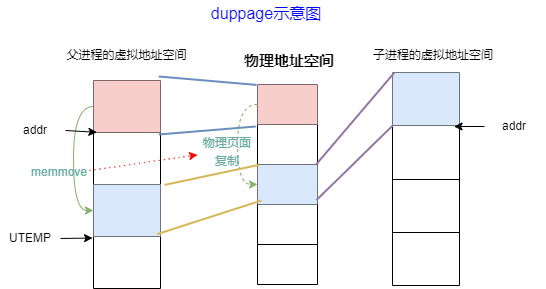 duppage示意图
父进程的虚拟地址空间
物理地址空间
子进程的虚拟地址空间
addr
addr
物理页面
复制
memmove
UTEMP